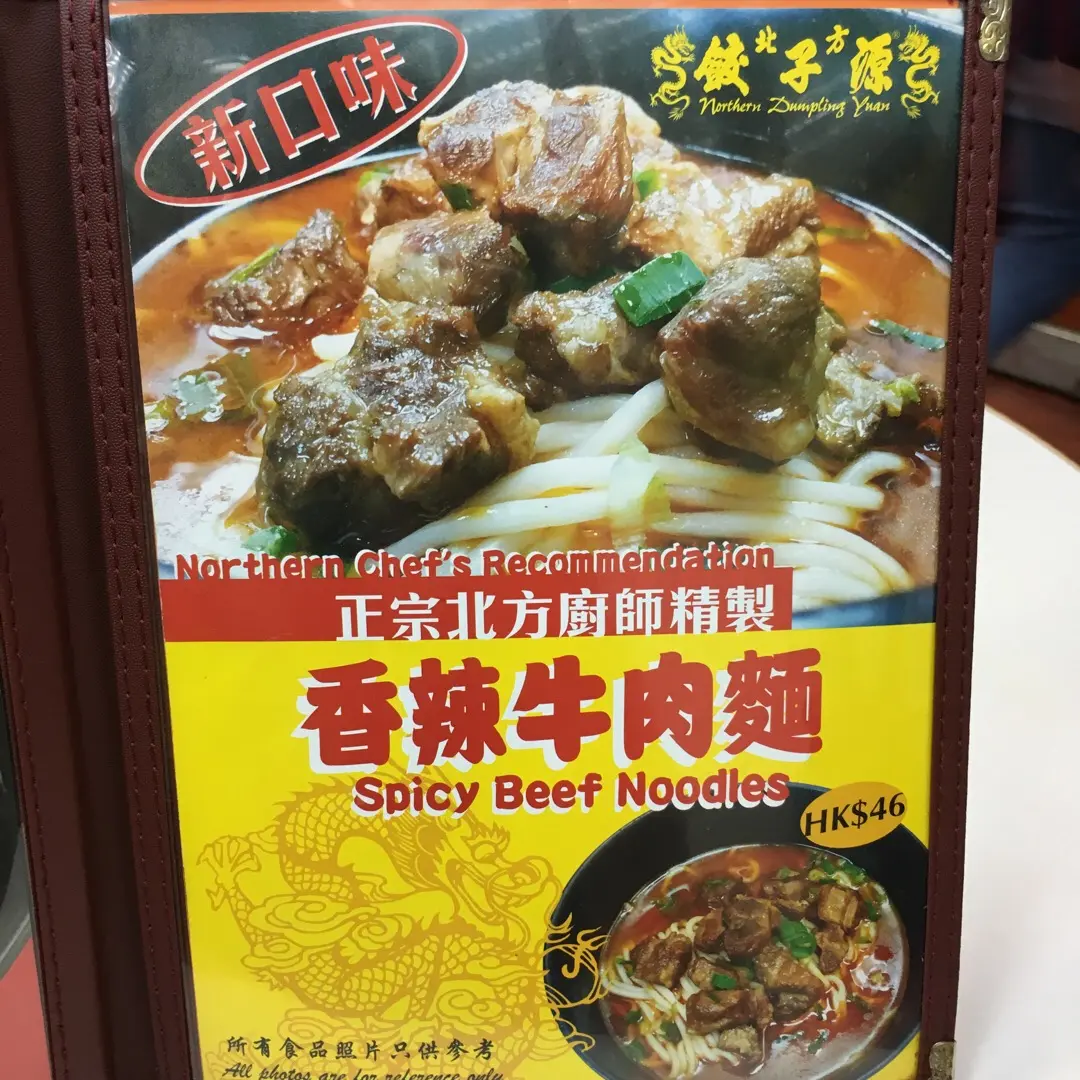 新口味
北方
餃子源
Northern Dumpling Yuan
Northern Chef's Recommendation
正宗北方廚師精製
香辣牛肉麵
Spicy Beef Noodles
HK$46
所有食品照片只供參考
All photos are for reference only